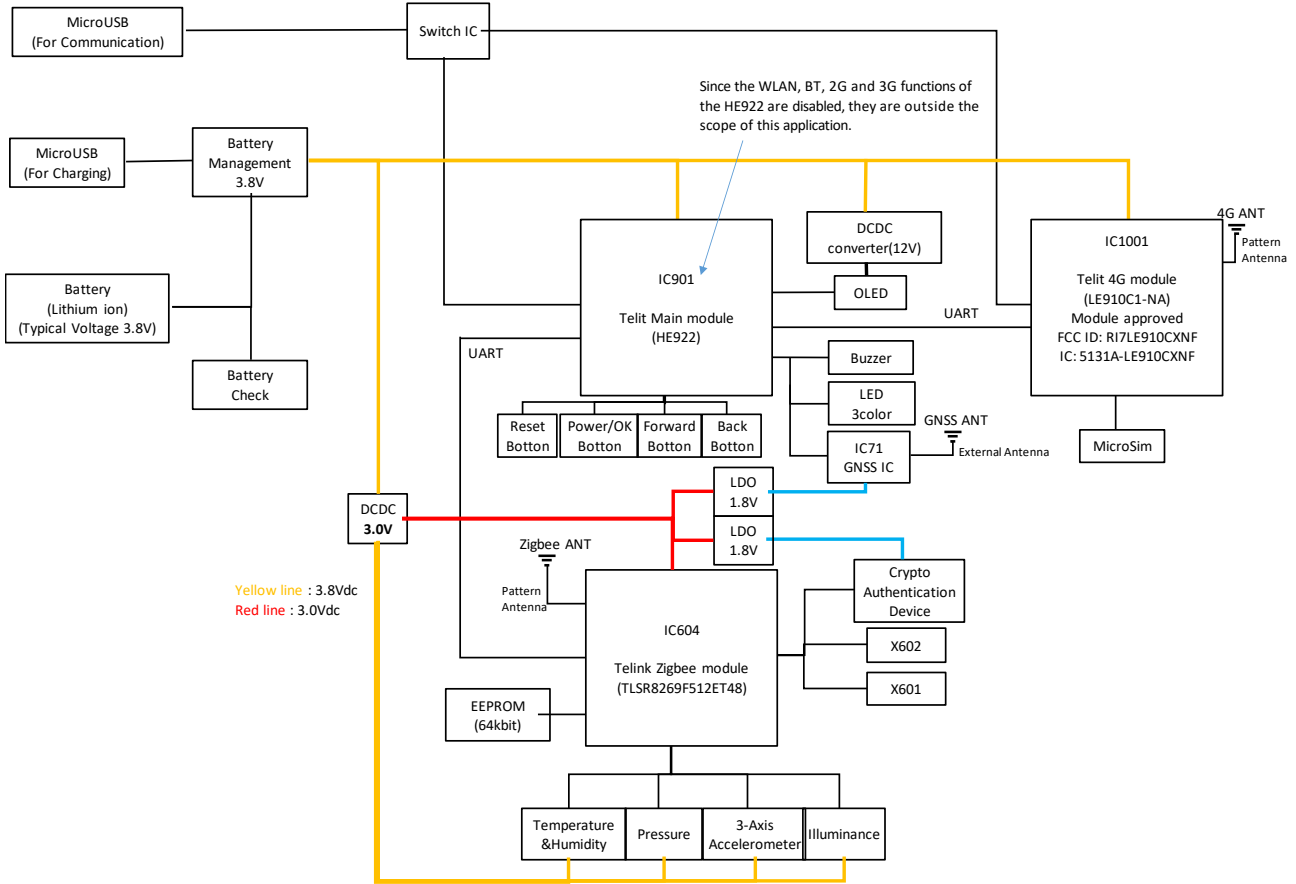 MicroUSB
(For Communication)
Switch IC
Since the WLAN, BT, 2G and 3G functions of
the HE922 are disabled, they are outside the
scope of this application.
MicroUSB
(For Charging)
Battery
Management
3.8V
Battery
(Lithium ion)
(Typical Voltage 3.8V)
Battery
Check
IC901
Telit Main module
(HE922)
DCDC
converter(12V)
OLED
UART
4G ANT
Pattern
Antenna
IC1001
Telit 4G module
(LE910C1-NA)
Module approved
FCC ID: RI7LE910CXNF
IC: 5131A-LE910CXNF
MicroSim
UART
Buzzer
LED
3color
IC71
GNSS IC
GNSS ANT
External Antenna
Reset
Botton
Power/OK
Botton
Forward
Botton
Back
Botton
LDO
1.8V
LDO
1.8V
DCDC
3.0V
Yellow line : 3.8Vdc
Red line : 3.0Vdc
Zigbee ANT
Pattern
Antenna
IC604
Telink Zigbee module
(TLSR8269F512ET48)
Crypto
Authentication
Device
X602
X601
EEPROM
(64kbit)
Temperature
&Humidity
Pressure
3-Axis
Accelerometer
Illuminance